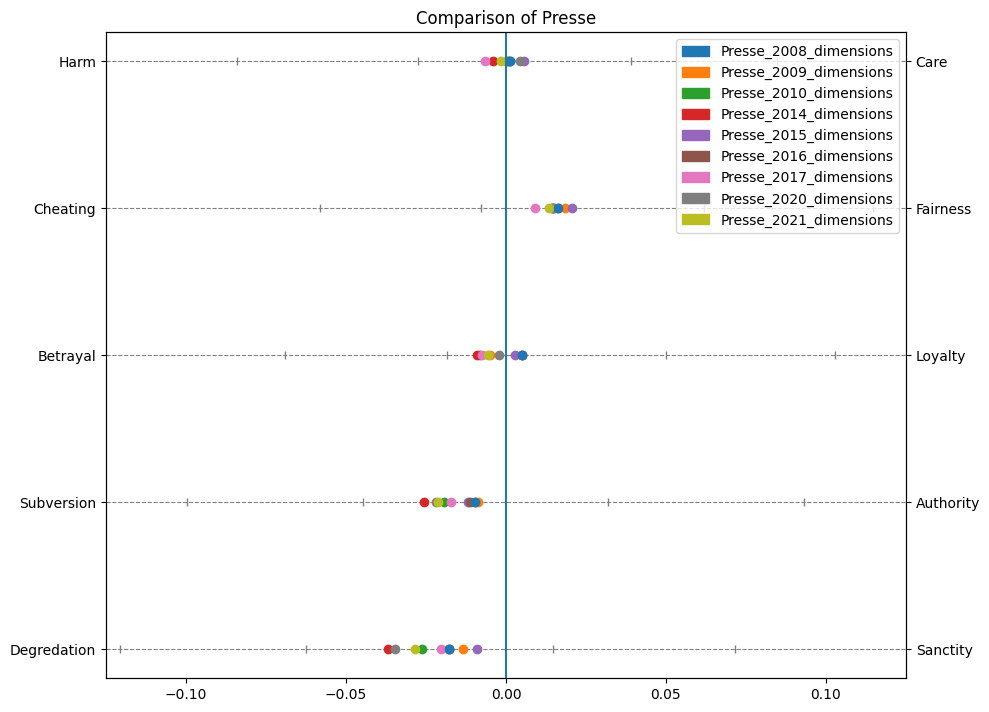 Comparison of Presse
Harm
Care
Presse_2008_dimensions
Presse_2009_dimensions
Presse_2010_dimensions
Presse_2014_dimensions
Presse_2015_dimensions
Presse_2016_dimensions
Presse_2017_dimensions
Presse_2020_dimensions
Presse_2021_dimensions
Cheating
Fairness
Betrayal
Loyalty
Subversion
Authority
Degredation
Sanctity
−0.10
−0.05
0.00
0.05
0.10